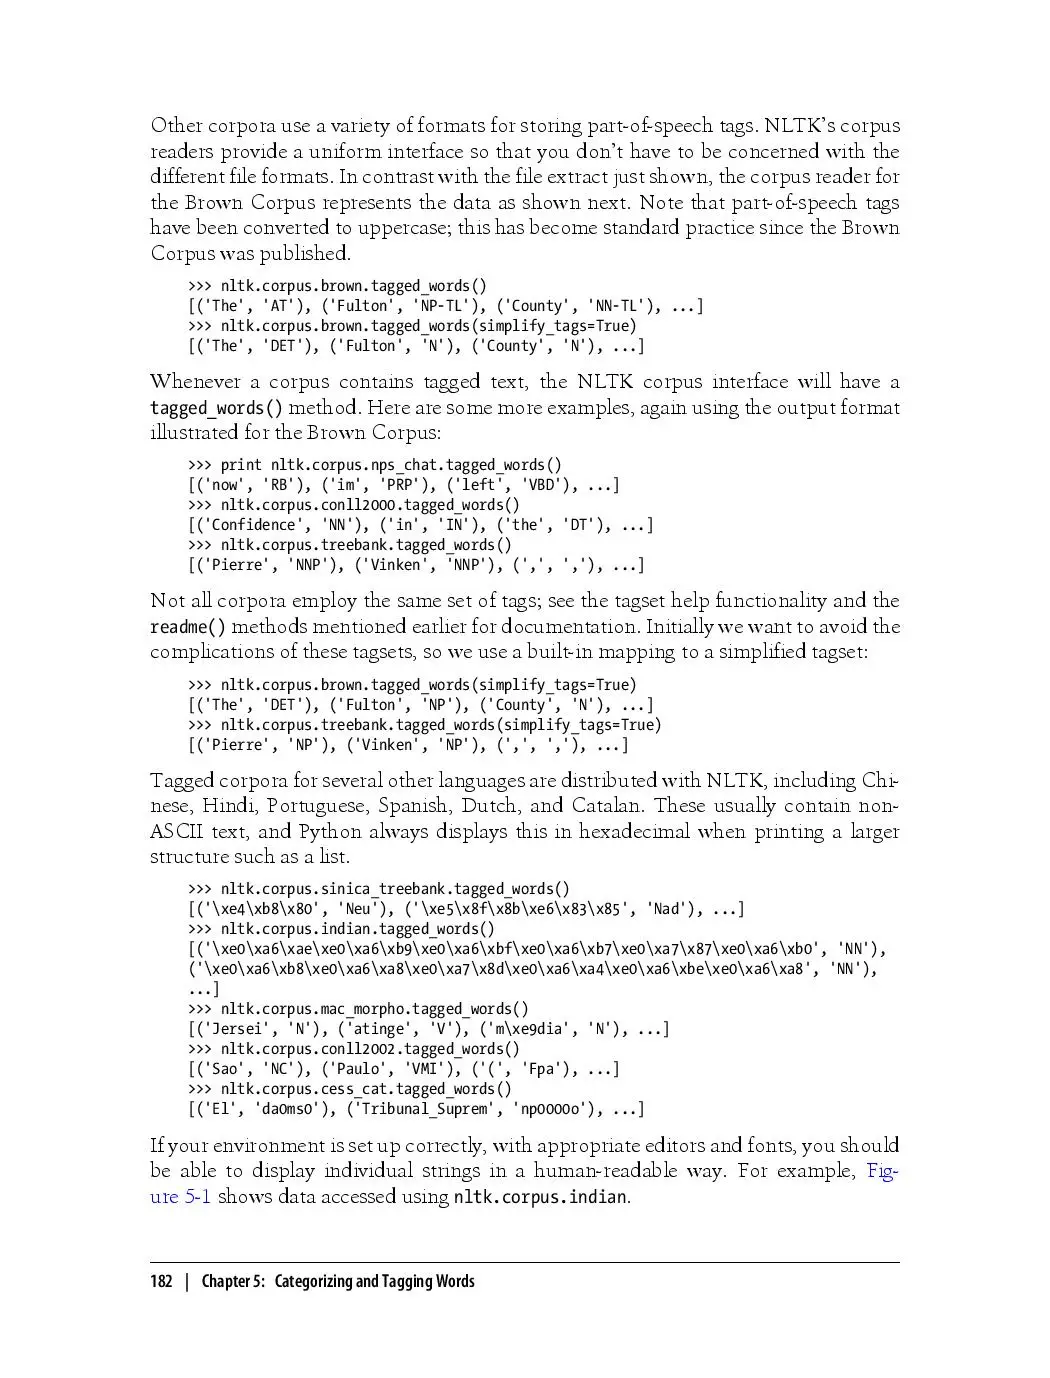 Other corpora use a variety of formats for storing part-of-speech tags. NLTK’s corpus
readers provide a uniform interface so that you don’t have to be concerned with the
different file formats. In contrast with the file extract just shown, the corpus reader for
the Brown Corpus represents the data as shown next. Note that part-of-speech tags
have been converted to uppercase; this has become standard practice since the Brown
Corpus was published.
>>> nltk.corpus.brown.tagged_words()
[('The', 'AT'), ('Fulton', 'NP-TL'), ('County', 'NN-TL'), ...]
>>> nltk.corpus.brown.tagged_words(simplify_tags=True)
[('The', 'DET'), ('Fulton', 'N'), ('County', 'N'), ...]
Whenever a corpus contains tagged text, the NLTK corpus interface will have a
tagged_words() method. Here are some more examples, again using the output format
illustrated for the Brown Corpus:
>>> print nltk.corpus.nps_chat.tagged_words()
[('now', 'RB'), ('im', 'PRP'), ('left', 'VBD'), ...]
>>> nltk.corpus.conll2000.tagged_words()
[('Confidence', 'NN'), ('in', 'IN'), ('the', 'DT'), ...]
>>> nltk.corpus.treebank.tagged_words()
[('Pierre', 'NNP'), ('Vinken', 'NNP'), (',', ','), ...]
Not all corpora employ the same set of tags; see the tagset help functionality and the
readme() methods mentioned earlier for documentation. Initially we want to avoid the
complications of these tagsets, so we use a built-in mapping to a simplified tagset:
>>> nltk.corpus.brown.tagged_words(simplify_tags=True)
[('The', 'DET'), ('Fulton', 'NP'), ('County', 'N'), ...]
>>> nltk.corpus.treebank.tagged_words(simplify_tags=True)
[('Pierre', 'NP'), ('Vinken', 'NP'), (',', ','), ...]
Tagged corpora for several other languages are distributed with NLTK, including Chi-
nese, Hindi, Portuguese, Spanish, Dutch, and Catalan. These usually contain non-
ASCII text, and Python always displays this in hexadecimal when printing a larger
structure such as a list.
>>> nltk.corpus.sinica_treebank.tagged_words()
[('\xe4\xb8\x80', 'Neu'), ('\xe5\x8f\x8b\xe6\x83\x85', 'Nad'), ...]
>>> nltk.corpus.indian.tagged_words()
[('\xe0\xa6\xae\xe0\xa6\xb9\xe0\xa6\xbf\xe0\xa6\xb7\xe0\xa7\x87\xe0\xa6\xb0', 'NN'),
('\xe0\xa6\xb8\xe0\xa6\xa8\xe0\xa7\x8d\xe0\xa6\xa4\xe0\xa6\xbe\xe0\xa6\xa8', 'NN'),
...]
>>> nltk.corpus.mac_morpho.tagged_words()
[('Jersei', 'N'), ('atinge', 'V'), ('m\xe9dia', 'N'), ...]
>>> nltk.corpus.conll2002.tagged_words()
[('Sao', 'NC'), ('Paulo', 'VMI'), ('(', 'Fpa'), ...]
>>> nltk.corpus.cess_cat.tagged_words()
[('El', 'da0ms0'), ('Tribunal_Suprem', 'np0000o'), ...]
If your environment is set up correctly, with appropriate editors and fonts, you should
be able to display individual strings in a human-readable way. For example, Fig-
ure 5-1 shows data accessed using nltk.corpus.indian.
182 | Chapter 5: Categorizing and Tagging Words